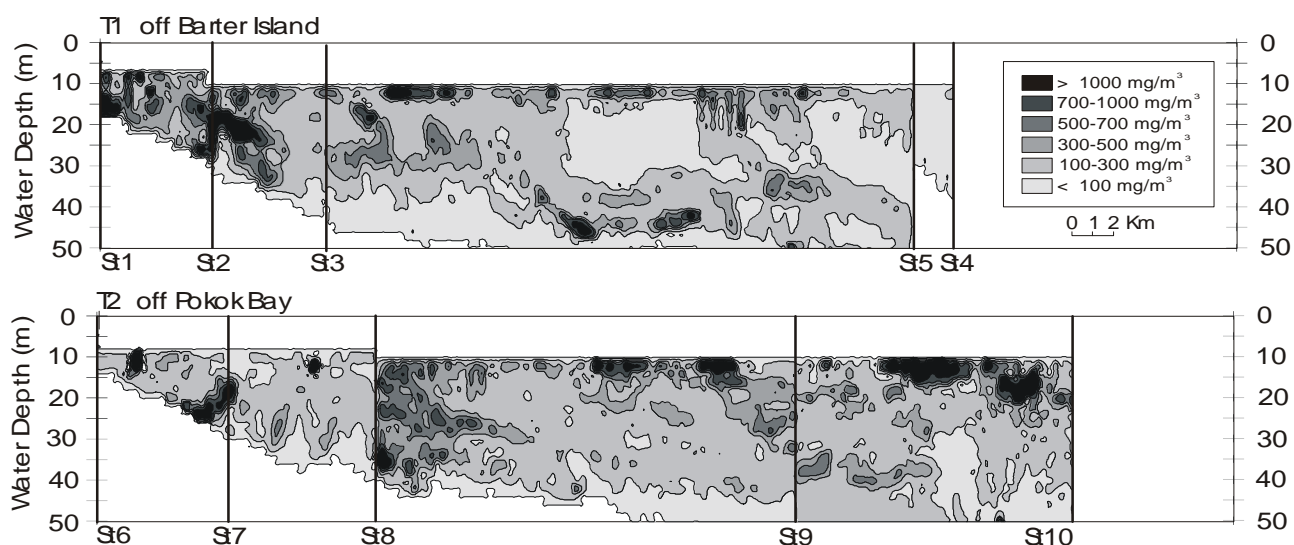 T1 off Barter Island
Water Depth (m)
0
10
20
30
40
50
0
10
20
30
40
50
> 1000 mg/m³
700-1000 mg/m³
500-700 mg/m³
300-500 mg/m³
100-300 mg/m³
< 100 mg/m³
0 1 2 Km
St1 St2 St3 St5 St4
T2 off Pokok Bay
Water Depth (m)
0
10
20
30
40
50
0
10
20
30
40
50
St6 St7 St8 St9 St10